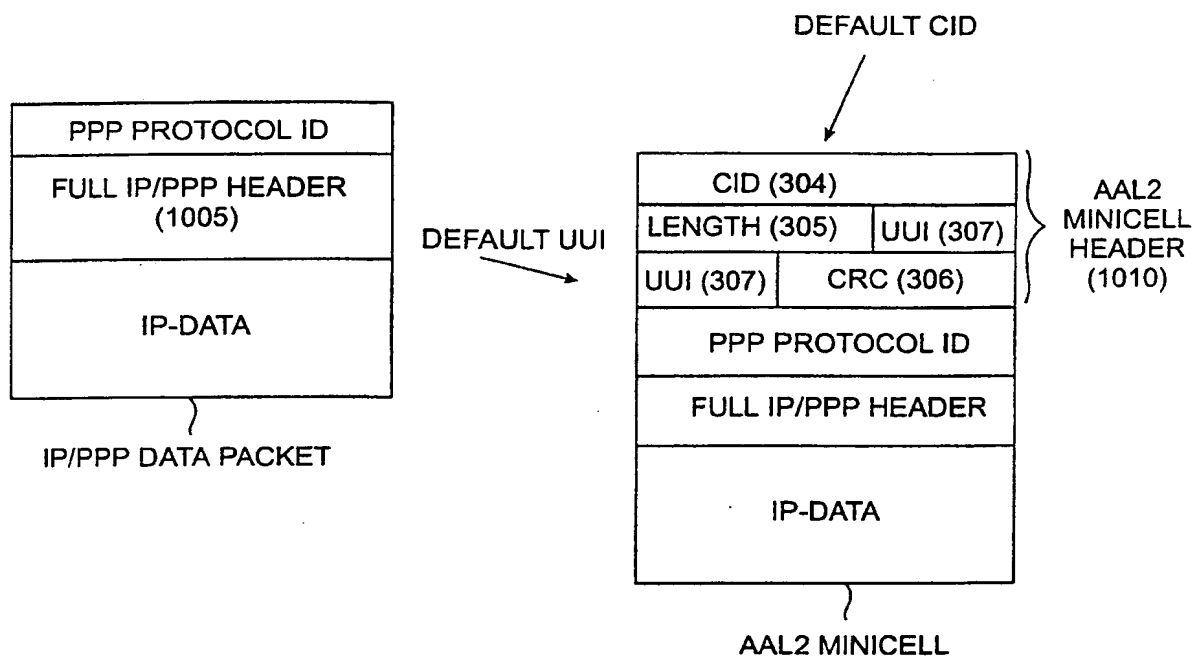 DEFAULT CID
PPP PROTOCOL ID
FULL IP/PPP HEADER
(1005)
IP-DATA
IP/PPP DATA PACKET
DEFAULT UUI
CID (304)
LENGTH (305)
UUI (307)
UUI (307)
CRC (306)
PPP PROTOCOL ID
FULL IP/PPP HEADER
IP-DATA
AAL2 MINICELL
AAL2
MINICELL
HEADER
(1010)